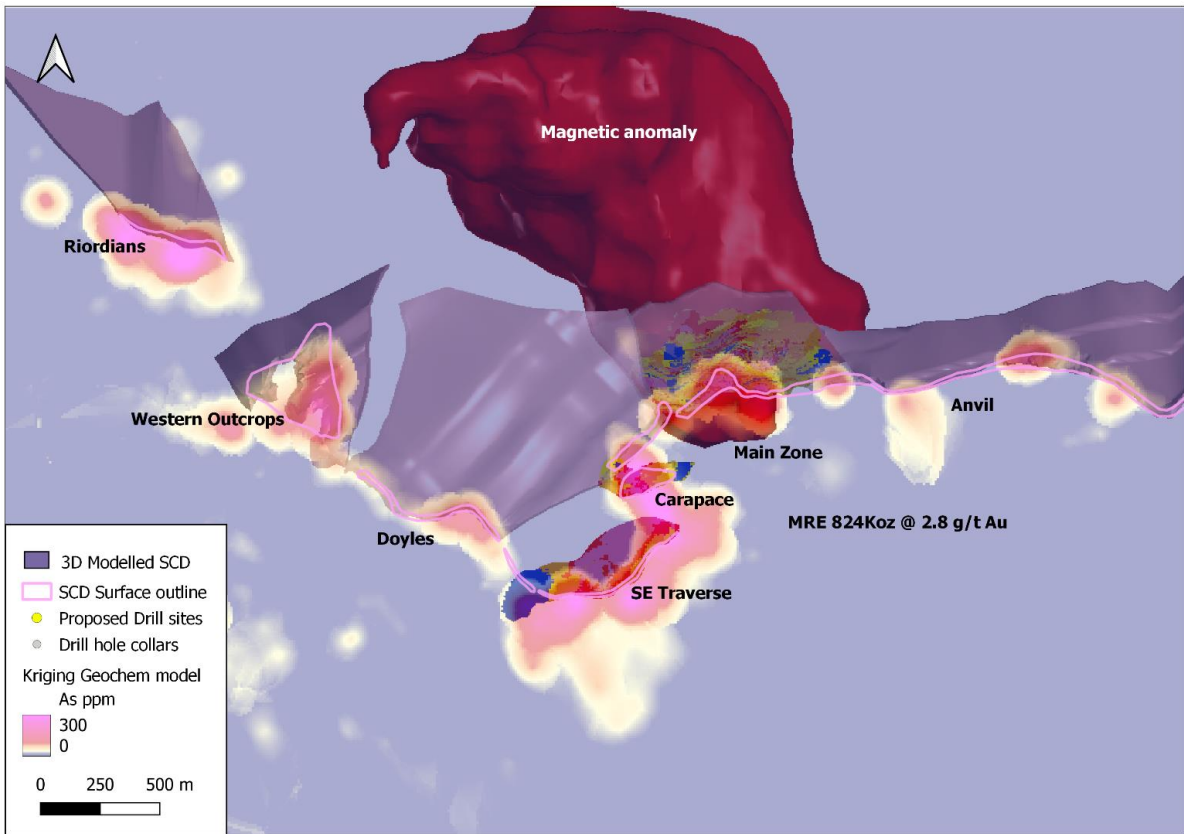 Magnetic anomaly
Riordians
Western Outcrops
Anvil
Main Zone
Carapace
MRE 824Koz @ 2.8 g/t Au
Doyles
SE Traverse
3D Modelled SCD
SCD Surface outline
Proposed Drill sites
Drill hole collars
Kriging Geochem model
As ppm
300
0
0 250 500 m